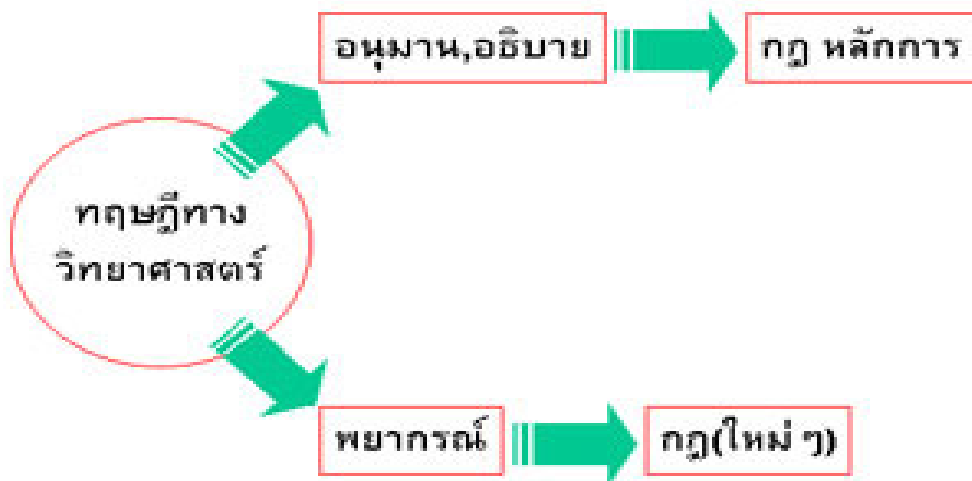 อนุมาน,อธิบาย
กฎ หลักการ
ทฤษฎีทาง
วิทยาศาสตร์
พยากรณ์
กฎ(ใหม่ ๆ)